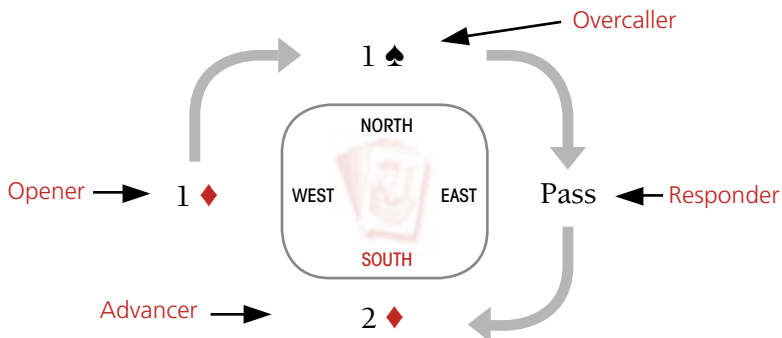 Overcaller
1 ♠
NORTH
Opener
1 ♦
WEST
EAST
Pass
Responder
SOUTH
Advancer
2 ♦